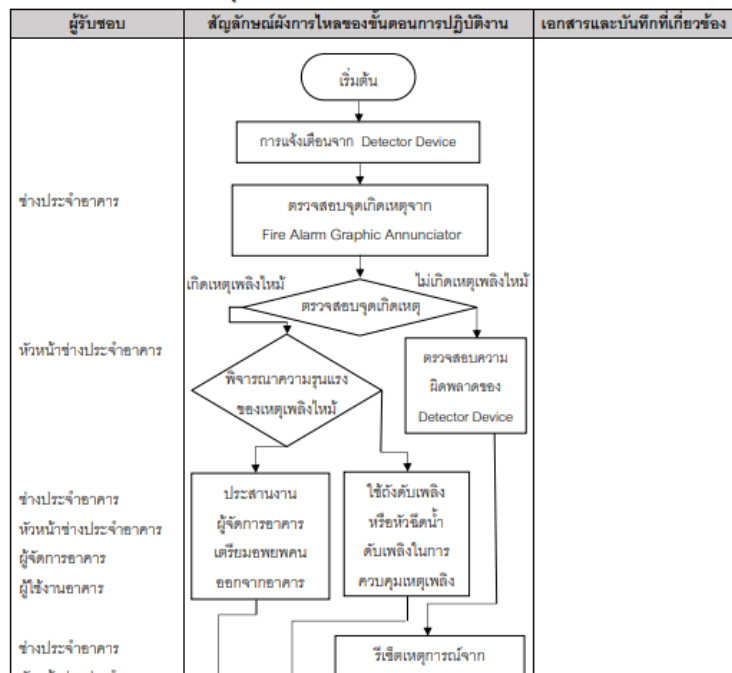 ผู้รับชอบ
สัญลักษณ์ผังการไหลของขั้นตอนการปฏิบัติงาน
เอกสารและบันทึกที่เกี่ยวข้อง
เริ่มต้น
การแจ้งเตือนจาก Detector Device
ช่างประจำอาคาร
ตรวจสอบจุดเกิดเหตุจาก
Fire Alarm Graphic Annunciator
เกิดเหตุเพลิงไหม้
ไม่เกิดเหตุเพลิงไหม้
ตรวจสอบจุดเกิดเหตุ
หัวหน้าช่างประจำอาคาร
พิจารณาความรุนแรง
ของเหตุเพลิงไหม้
ตรวจสอบความ
ผิดพลาดของ
Detector Device
ช่างประจำอาคาร
หัวหน้าช่างประจำอาคาร
ผู้จัดการอาคาร
ผู้ใช้งานอาคาร
ประสานงาน
ผู้จัดการอาคาร
เตรียมอพยพคน
ออกจากอาคาร
ใช้ถังดับเพลิง
หรือหัวฉีดน้ำ
ดับเพลิงในการ
ควบคุมเหตุเพลิง
ช่างประจำอาคาร
รีเซ็ตเหตุการณ์จาก